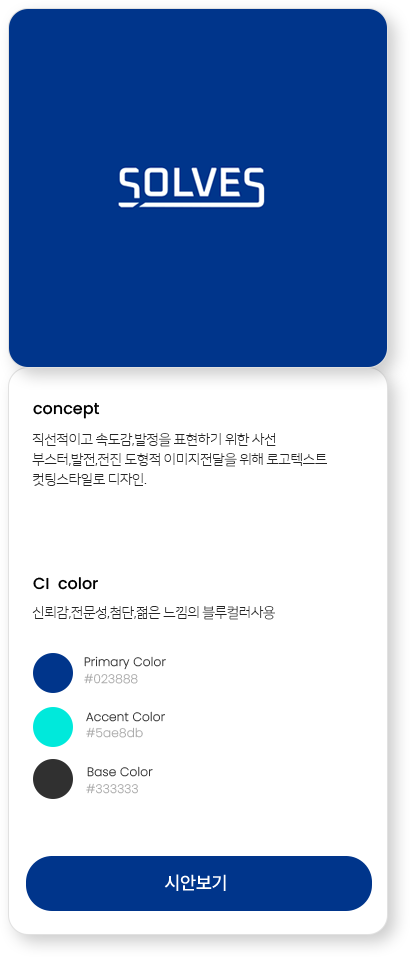 SOLVES
concept
직선적이고 속도감,발정을 표현하기 위한 사선
부스터,발전,전진 도형적 이미지전달을 위해 로고텍스트
컷팅스타일로 디자인.
CI color
신뢰감,전문성,첨단,젊은 느낌의 블루컬러사용
Primary Color
#023888
Accent Color
#5ae8db
Base Color
#333333
시안보기